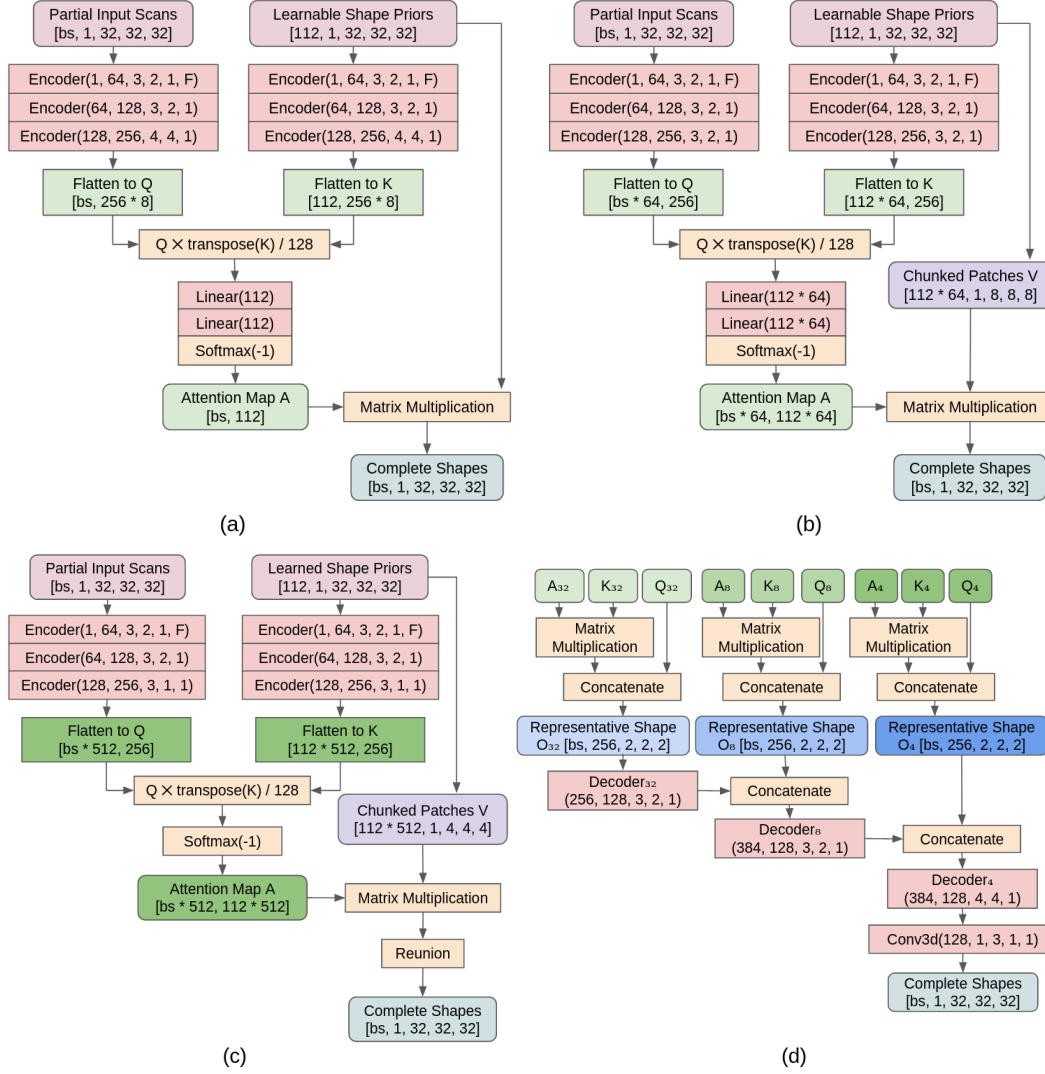 Partial Input Scans
[bs, 1, 32, 32, 32]
Learnable Shape Priors
[112, 1, 32, 32, 32]
Encoder(1, 64, 3, 2, 1, F)
Encoder(64, 128, 3, 2, 1)
Encoder(128, 256, 4, 4, 1)
Encoder(1, 64, 3, 2, 1, F)
Encoder(64, 128, 3, 2, 1)
Encoder(128, 256, 4, 4, 1)
Flatten to Q
[bs, 256 * 8]
Flatten to K
[112, 256 * 8]
Q ✕ transpose(K) / 128
Linear(112)
Linear(112)
Softmax(-1)
Attention Map A
[bs, 112]
Matrix Multiplication
Complete Shapes
[bs, 1, 32, 32, 32]
(a)
Partial Input Scans
[bs, 1, 32, 32, 32]
Learnable Shape Priors
[112, 1, 32, 32, 32]
Encoder(1, 64, 3, 2, 1, F)
Encoder(64, 128, 3, 2, 1)
Encoder(128, 256, 3, 2, 1)
Encoder(1, 64, 3, 2, 1, F)
Encoder(64, 128, 3, 2, 1)
Encoder(128, 256, 3, 2, 1)
Flatten to Q
[bs * 64, 256]
Flatten to K
[112 * 64, 256]
Q ✕ transpose(K) / 128
Chunked Patches V
[112 * 64, 1, 8, 8, 8]
Linear(112 * 64)
Linear(112 * 64)
Softmax(-1)
Attention Map A
[bs * 64, 112 * 64]
Matrix Multiplication
Complete Shapes
[bs, 1, 32, 32, 32]
(b)
Partial Input Scans
[bs, 1, 32, 32, 32]
Learned Shape Priors
[112, 1, 32, 32, 32]
Encoder(1, 64, 3, 2, 1, F)
Encoder(64, 128, 3, 2, 1)
Encoder(128, 256, 3, 1, 1)
Encoder(1, 64, 3, 2, 1, F)
Encoder(64, 128, 3, 2, 1)
Encoder(128, 256, 3, 1, 1)
Flatten to Q
[bs * 512, 256]
Flatten to K
[112 * 512, 256]
Q ✕ transpose(K) / 128
Chunked Patches V
[112 * 512, 1, 4, 4, 4]
Softmax(-1)
Attention Map A
[bs * 512, 112 * 512]
Matrix Multiplication
Reunion
Complete Shapes
[bs, 1, 32, 32, 32]
(c)
A₃₂ K₃₂ Q₃₂ A₈ K₈ Q₈ A₄ K₄ Q₄
Matrix
Multiplication
Matrix
Multiplication
Matrix
Multiplication
Concatenate
Concatenate
Concatenate
Representative Shape
O₃₂ [bs, 256, 2, 2, 2]
Representative Shape
O₈ [bs, 256, 2, 2, 2]
Representative Shape
O₄ [bs, 256, 2, 2, 2]
Decoder₃₂
(256, 128, 3, 2, 1)
Concatenate
Decoder₈
(384, 128, 3, 2, 1)
Concatenate
Decoder₄
(384, 128, 4, 4, 1)
Conv3d(128, 1, 3, 1, 1)
Complete Shapes
[bs, 1, 32, 32, 32]
(d)